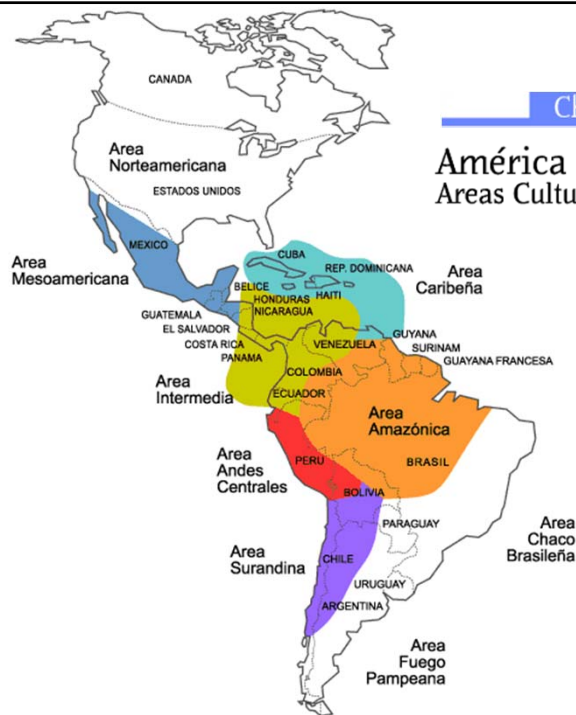 CANADA
Ch
Area
Norteamericana
América
Areas Cultu
ESTADOS UNIDOS
MEXICO
CUBA
REP. DOMINICANA
Area
Mesoamericana
Area
Caribeña
BELICE
HAITI
HONDURAS
NICARAGUA
GUATEMALA
EL SALVADOR
GUYANA
COSTA RICA
VENEZUELA
SURINAM
PANAMA
GUAYANA FRANCESA
COLOMBIA
Area
Intermedia
ECUADOR
Area
Amazónica
Area
Andes
Centrales
PERU
BRASIL
BOLIVIA
PARAGUAY
Area
Chaco
Brasileña
Area
Surandina
CHILE
URUGUAY
ARGENTINA
Area
Fuego
Pampeana